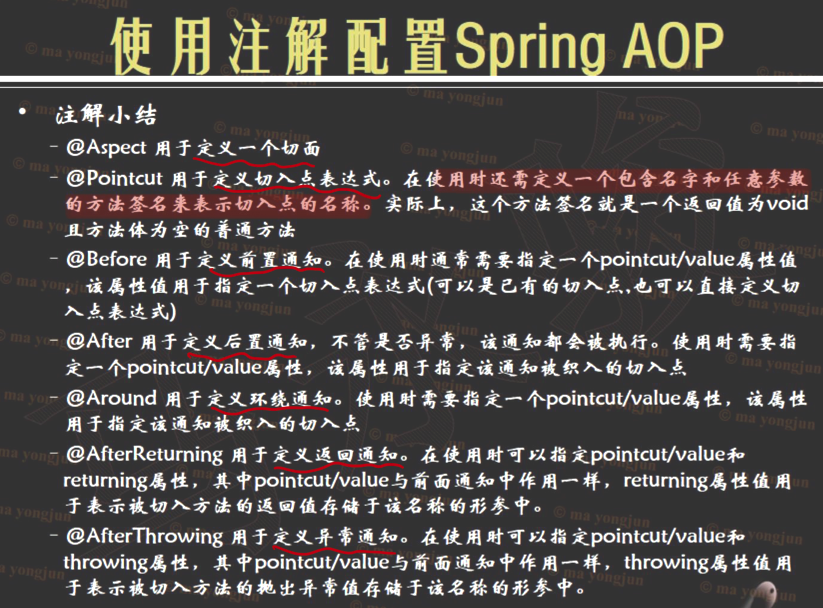 使用注解配置Spring AOP
• 注解小结
– @Aspect 用于定义一个切面
– @Pointcut 用于定义切入点表达式。在使用时还需定义一个包含名字和任意参数
的方法签名来表示切入点的名称。实际上，这个方法签名就是一个返回值为void
且方法体为空的普通方法
– @Before 用于定义前置通知。在使用时通常需要指定一个pointcut/value属性值
，该属性值用于指定一个切入点表达式(可以是已有的切入点,也可以直接定义切
入点表达式)
– @After 用于定义后置通知，不管是否异常，该通知都会被执行。使用时需要指
定一个pointcut/value属性，该属性用于指定该通知被织入的切入点
– @Around 用于定义环绕通知。使用时需要指定一个pointcut/value属性，该属性
用于指定该通知被织入的切入点
– @AfterReturning 用于定义返回通知。在使用时可以指定pointcut/value和
returning属性，其中pointcut/value与前面通知中作用一样，returning属性值用
于表示被切入方法的返回值存储于该名称的形参中。
– @AfterThrowing 用于定义异常通知。在使用时可以指定pointcut/value和
throwing属性，其中pointcut/value与前面通知中作用一样，throwing属性值用
于表示被切入方法的抛出异常值存储于该名称的形参中。
© ma yongjun